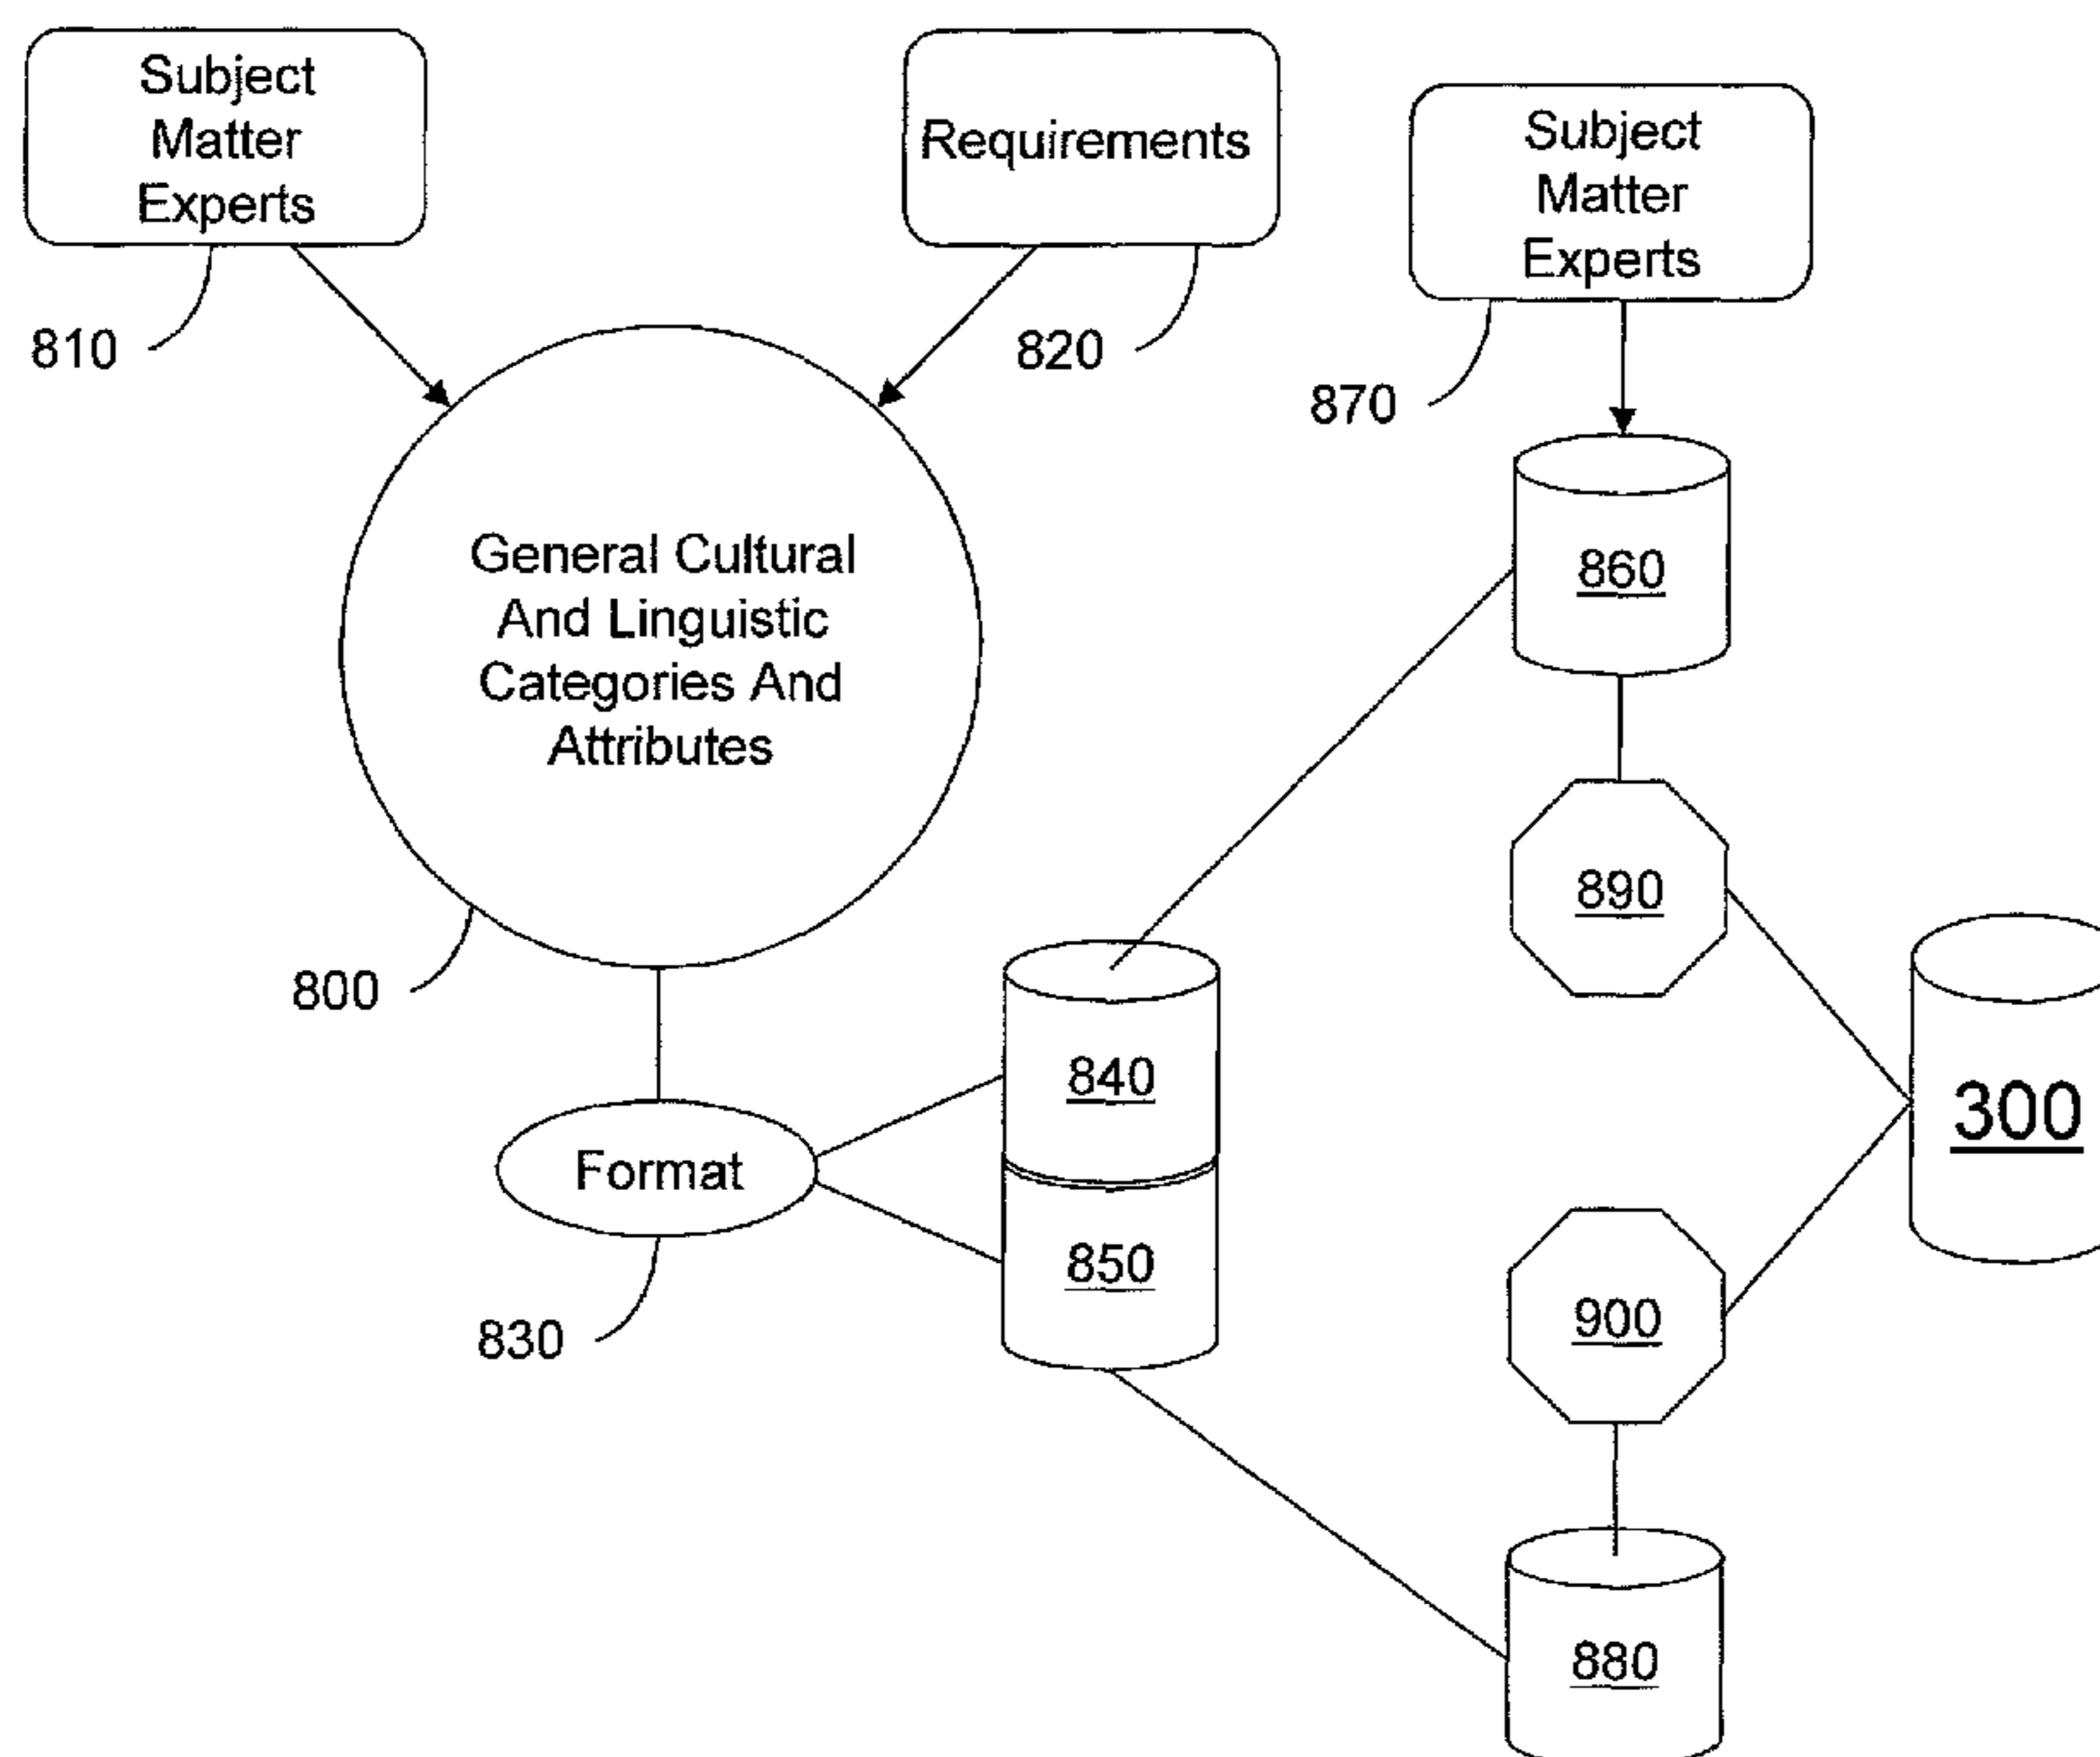 Subject
Matter
Experts
Requirements
Subject
Matter
Experts
810
820
870
General Cultural
And Linguistic
Categories And
Attributes
860
890
800
840
300
Format
850
900
830
880